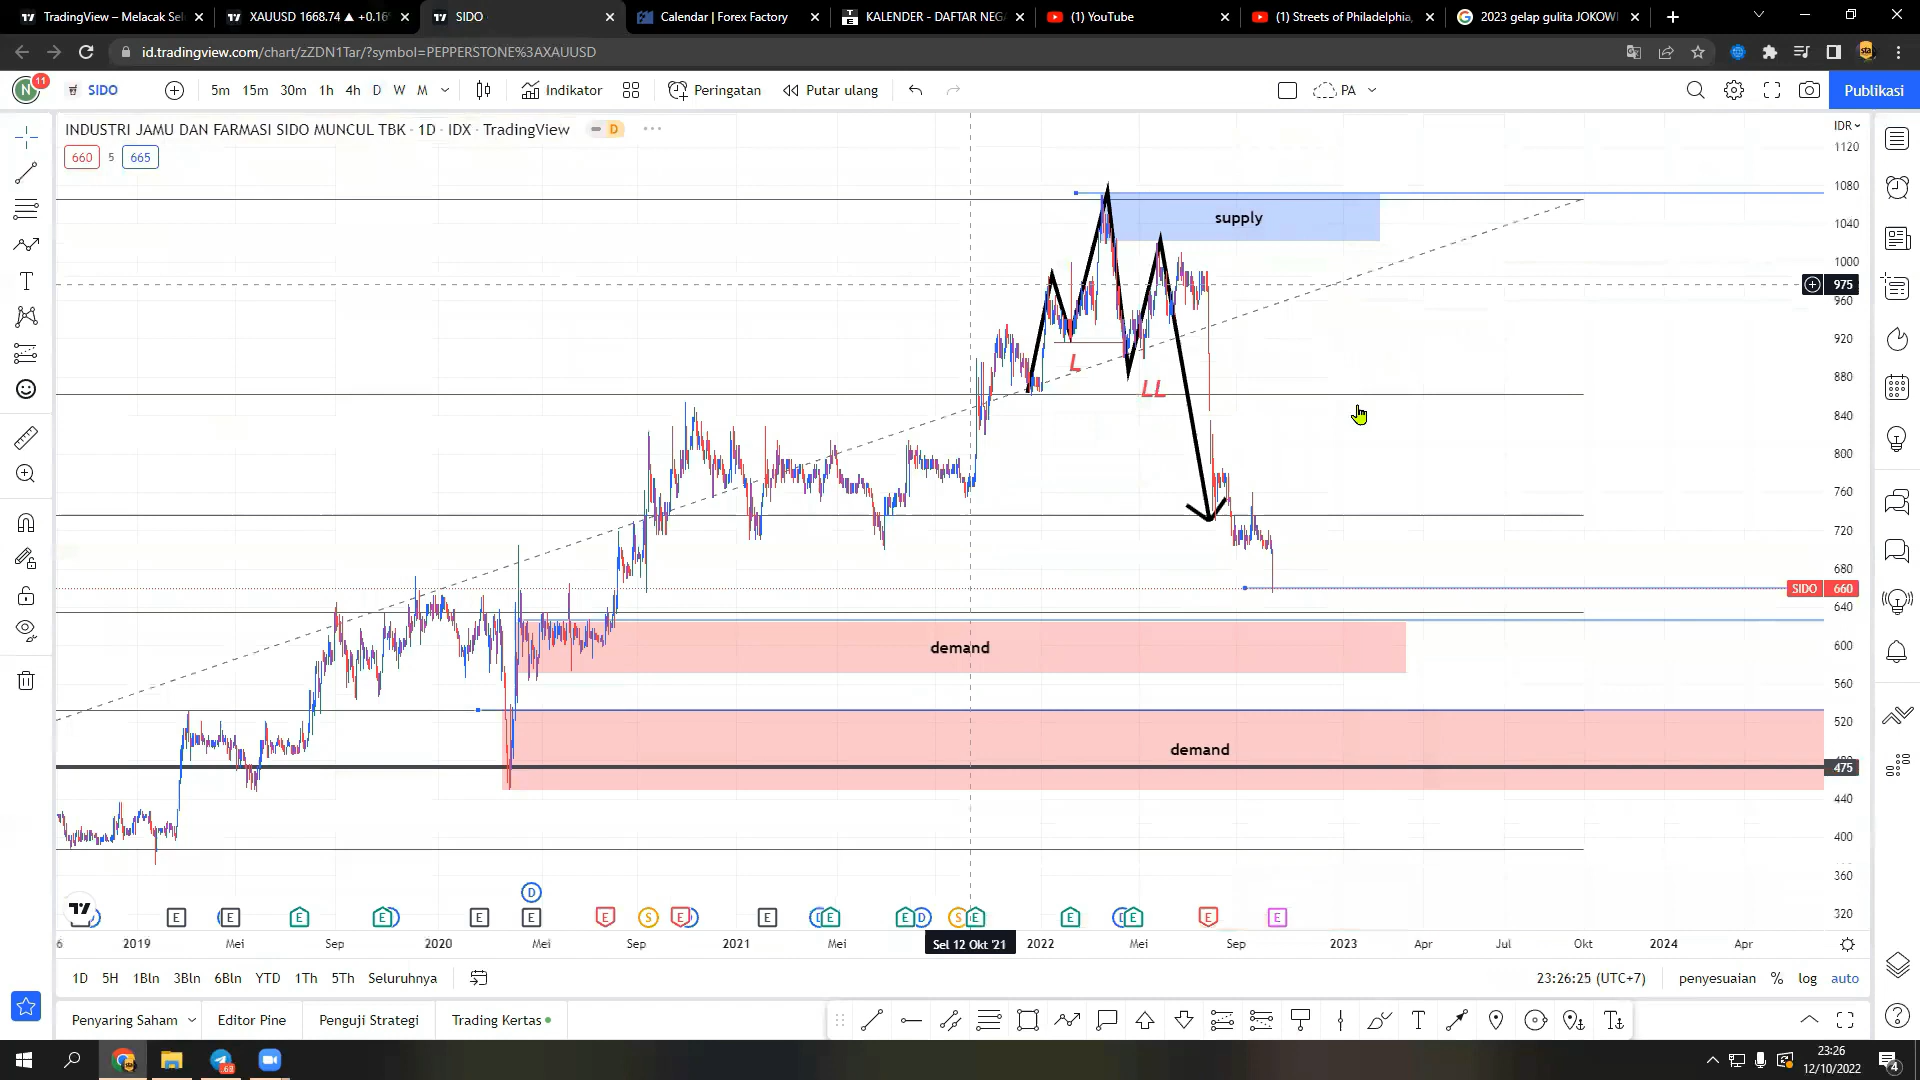 TradingView – Melacak Sel
XAUUSD 1668.74 ▲ +0.16
SIDO
Calendar | Forex Factory
KALENDER - DAFTAR NEG
(1) YouTube
(1) Streets of Philadelphia,
2023 gelap gulita JOKOW
id.tradingview.com/chart/zZDN1Tar/?symbol=PEPPERSTONE%3AXAUUSD
N 11 SIDO 5m 15m 30m 1h 4h D W M Indikator Peringatan Putar ulang PA Publikasi
INDUSTRI JAMU DAN FARMASI SIDO MUNCUL TBK · 1D · IDX · TradingView D
IDR
660 5 665
1120
1080
1040
1000
975
960
920
880
840
800
760
720
680
SIDO 660
640
600
560
520
475
440
400
360
320
supply
L
LL
demand
demand
D
E E E E E E E S E E D E E D S E E D E E E
6 2019 Mei Sep 2020 Mei Sep 2021 Mei Sel 12 Okt '21 2022 Mei Sep 2023 Apr Jul Okt 2024 Apr
1D 5H 1Bln 3Bln 6Bln YTD 1Th 5Th Seluruhnya
23:26:25 (UTC+7) penyesuaian % log auto
Penyaring Saham Editor Pine Penguji Strategi Trading Kertas
23:26
12/10/2022
4